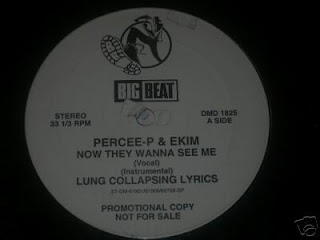 BIG BEAT
STEREO
33 1/3 RPM
DMD 1825
A SIDE
PERCEE-P & EKIM
NOW THEY WANNA SEE ME
(Vocal)
(Instrumental)
LUNG COLLAPSING LYRICS
PROMOTIONAL COPY
NOT FOR SALE